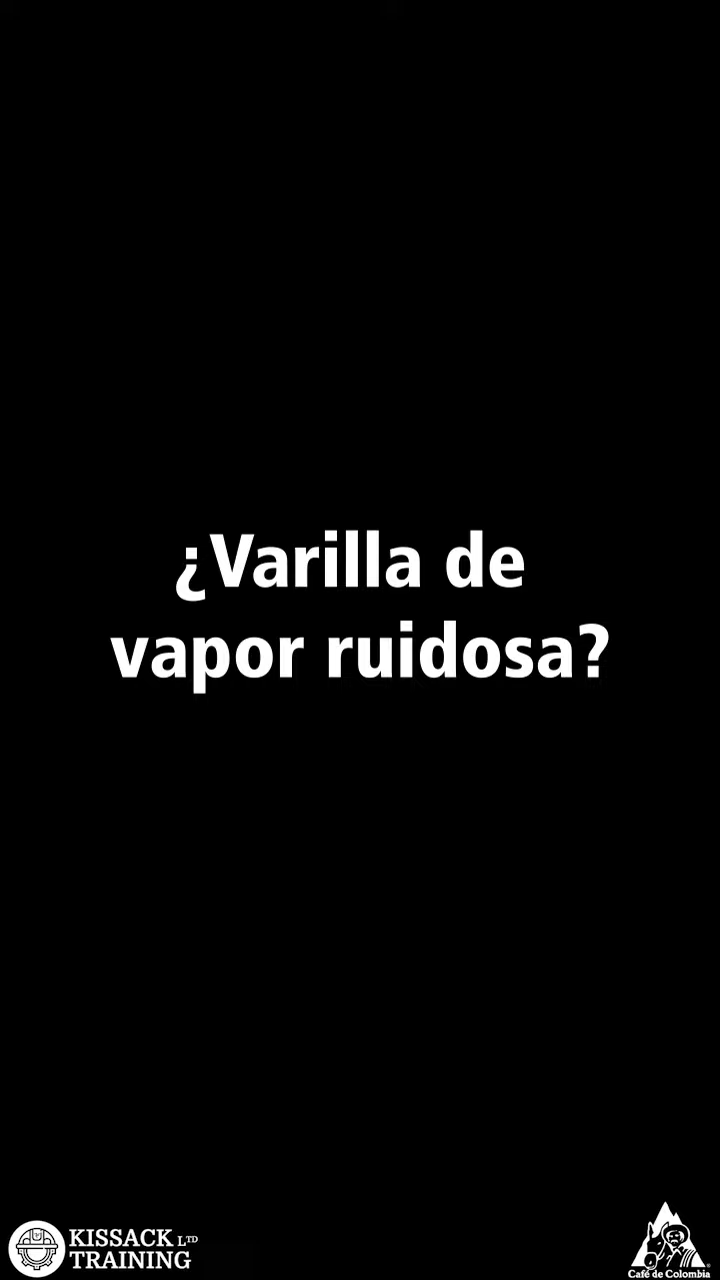 ¿Varilla de
vapor ruidosa?
KISSACK LTD
TRAINING
Café de Colombia